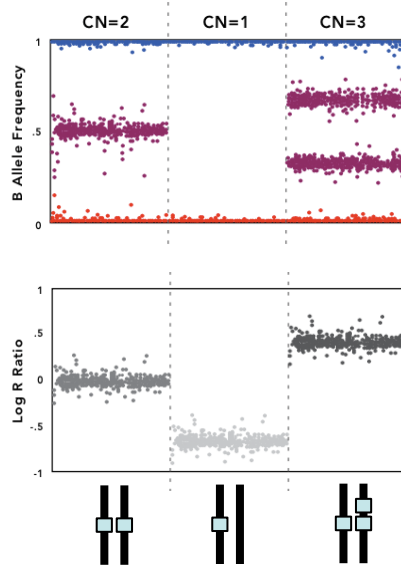 CN=2 CN=1 CN=3
B Allele Frequency
1
.5
0
Log R Ratio
1
.5
0
-.5
-1